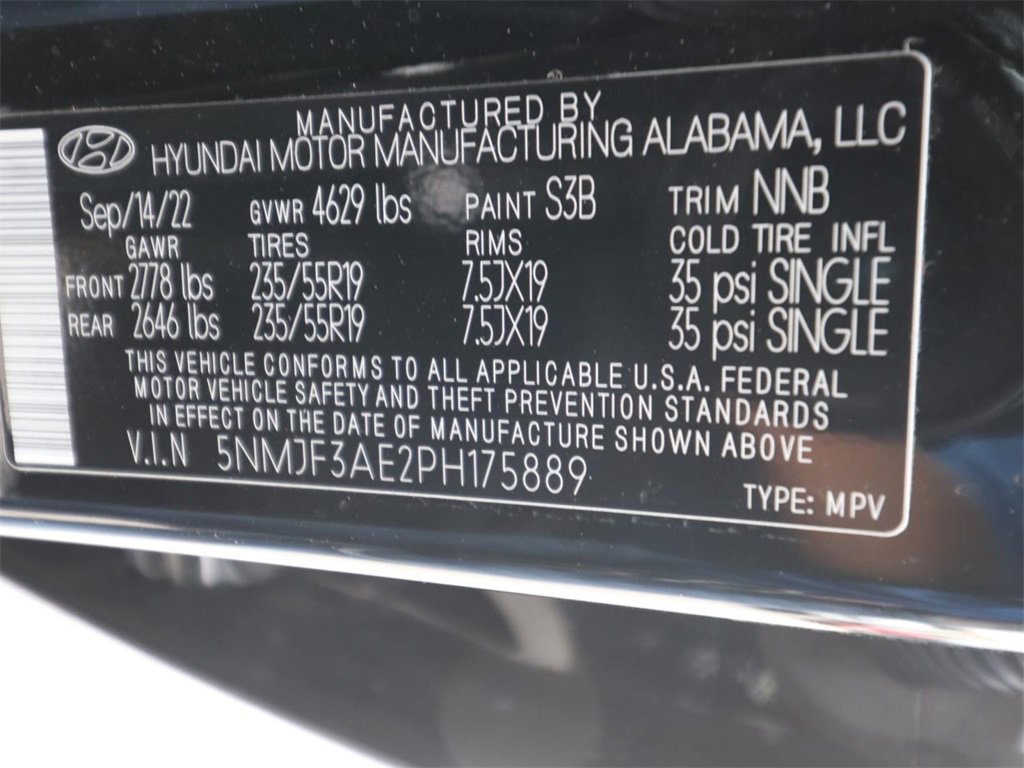 MANUFACTURED BY
HYUNDAI MOTOR MANUFACTURING ALABAMA, LLC
Sep/14/22 GVWR 4629 lbs PAINT S3B TRIM NNB
GAWR TIRES RIMS COLD TIRE INFL
FRONT 2778 lbs 235/55R19 7.5JX19 35 psi SINGLE
REAR 2646 lbs 235/55R19 7.5JX19 35 psi SINGLE
THIS VEHICLE CONFORMS TO ALL APPLICABLE U.S.A. FEDERAL
MOTOR VEHICLE SAFETY AND THEFT PREVENTION STANDARDS
IN EFFECT ON THE DATE OF MANUFACTURE SHOWN ABOVE
V.I.N 5NMJF3AE2PH175889
TYPE: MPV